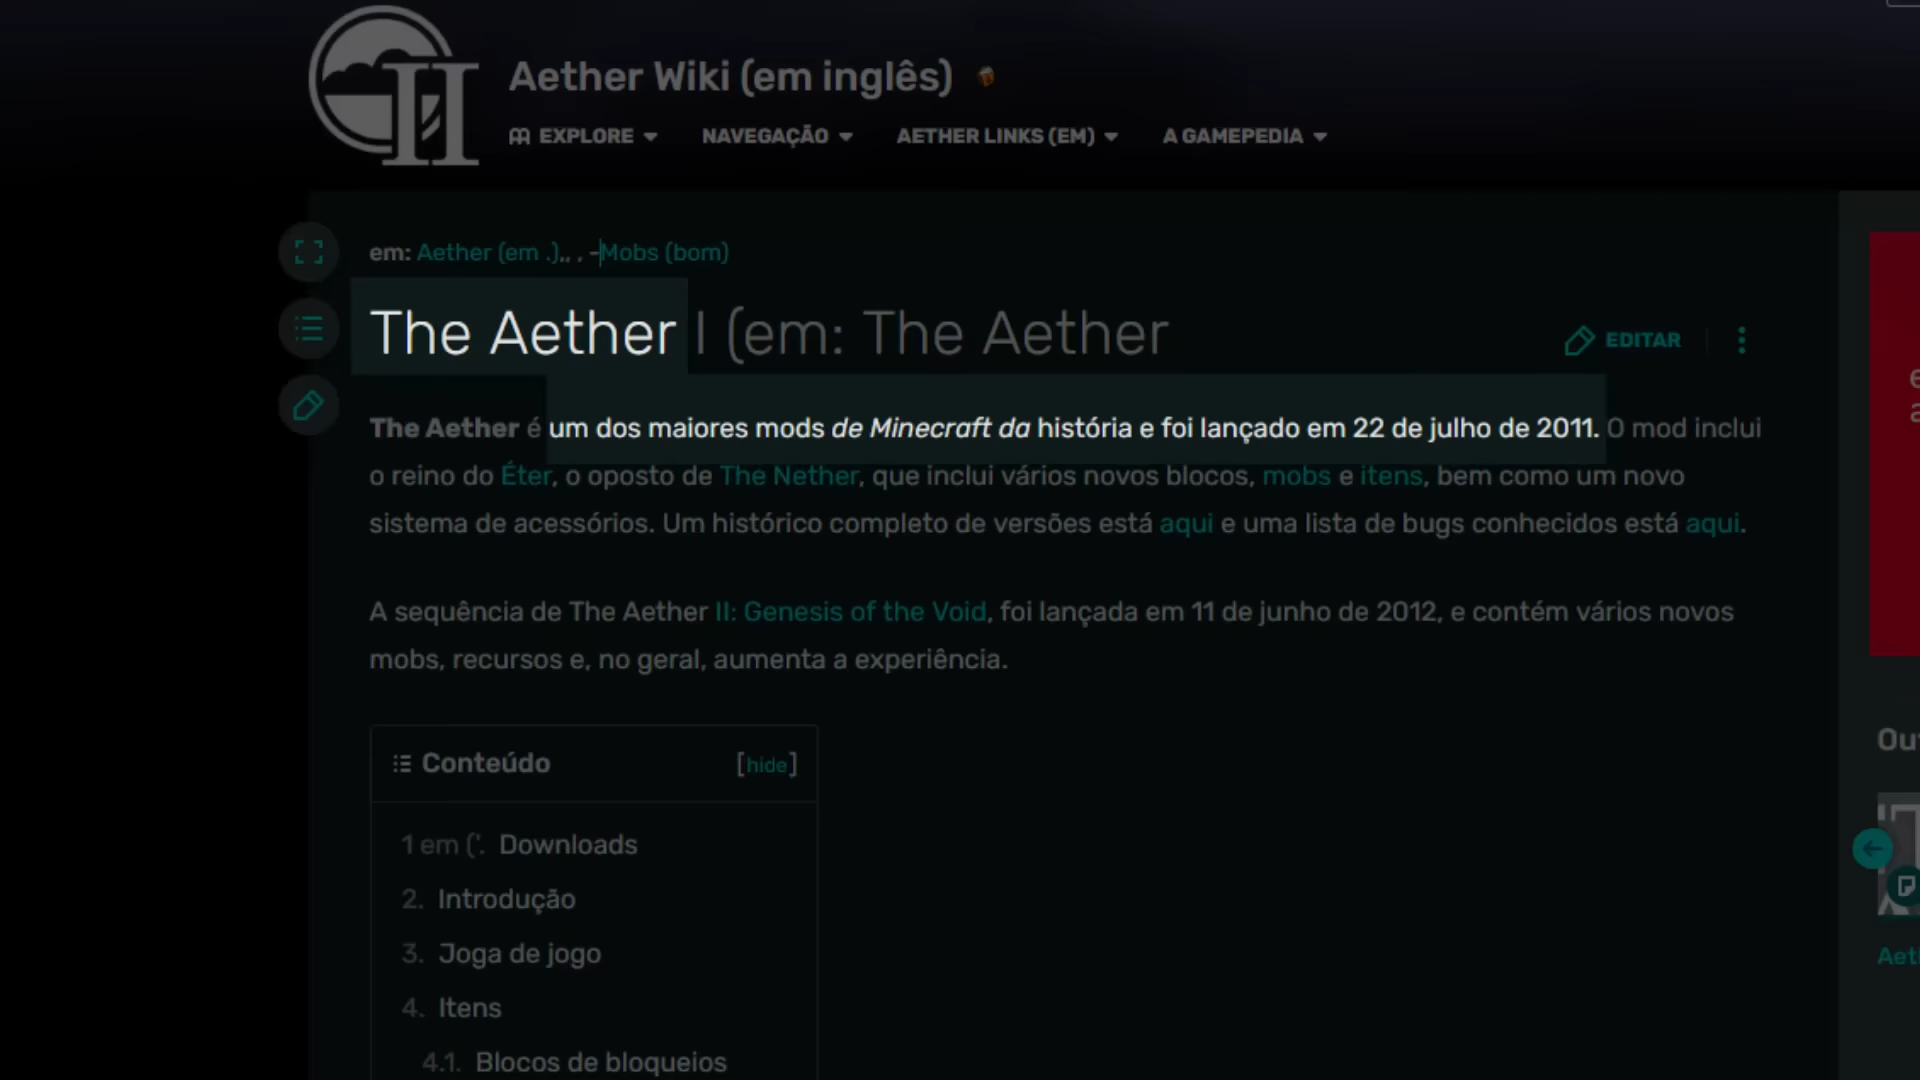 Aether Wiki (em inglês)
EXPLORE NAVEGAÇÃO AETHER LINKS (EM) A GAMEPEDIA
em: Aether (em .),, , -Mobs (bom)
The Aether I (em: The Aether
EDITAR
The Aether é um dos maiores mods de Minecraft da história e foi lançado em 22 de julho de 2011. O mod inclui
o reino do Éter, o oposto de The Nether, que inclui vários novos blocos, mobs e itens, bem como um novo
sistema de acessórios. Um histórico completo de versões está aqui e uma lista de bugs conhecidos está aqui.
A sequência de The Aether II: Genesis of the Void, foi lançada em 11 de junho de 2012, e contém vários novos
mobs, recursos e, no geral, aumenta a experiência.
Conteúdo [hide]
1 em ('. Downloads
2. Introdução
3. Joga de jogo
4. Itens
4.1. Blocos de bloqueios